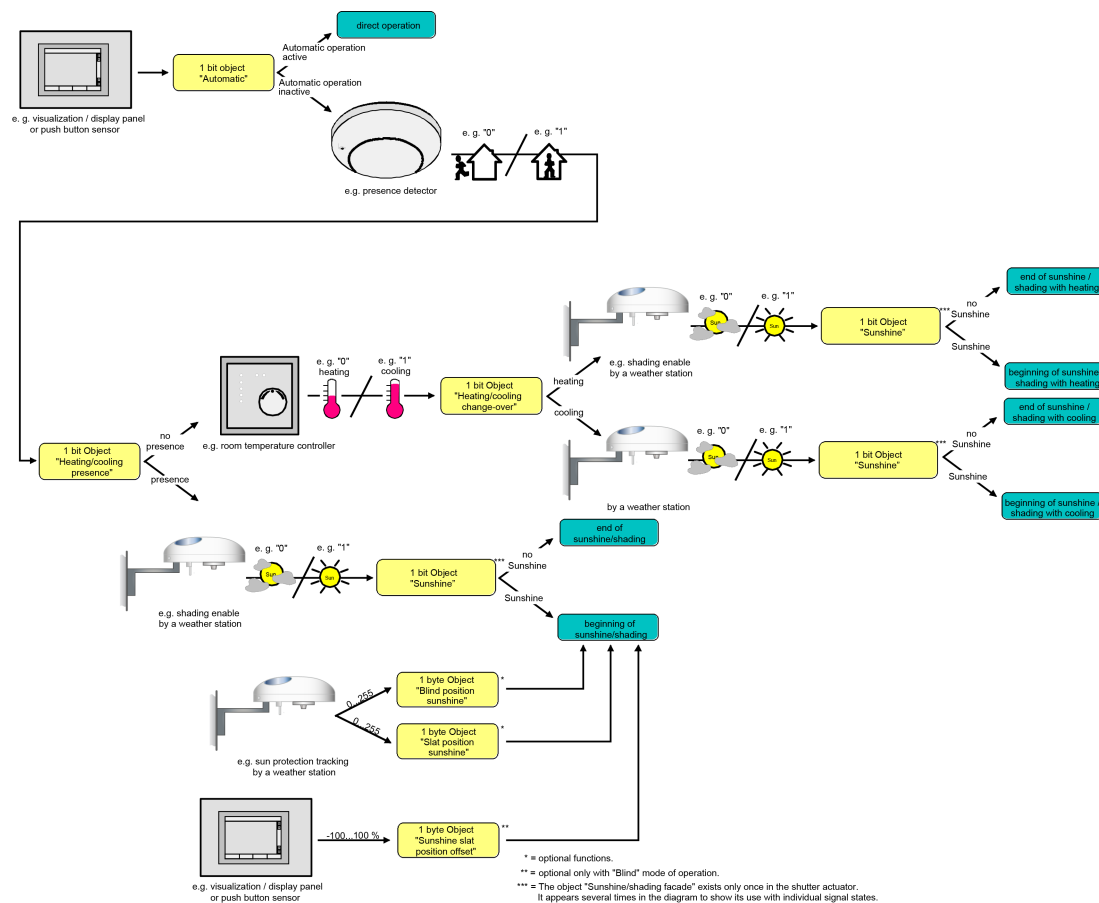 direct operation
Automatic operation
active
1 bit object
"Automatic"
Automatic operation
inactive
e. g. visualization / display panel
or push button sensor
e. g. "0"
e. g. "1"
e.g. presence detector
end of sunshine /
shading with heating
e. g. "0"
e. g. "1"
Sun
Sun
1 bit Object
"Sunshine"
***
no
Sunshine
Sunshine
e.g. shading enable
by a weather station
beginning of sunshine
shading with heating
e. g. "0"
heating
e. g. "1"
cooling
1 bit Object
"Heating/cooling
change-over"
heating
cooling
end of sunshine /
shading with cooling
e. g. "0"
e. g. "1"
Sun
Sun
1 bit Object
"Sunshine"
***
no
Sunshine
Sunshine
by a weather station
beginning of sunshine /
shading with cooling
e.g. room temperature controller
1 bit Object
"Heating/cooling
presence"
no
presence
presence
end of
sunshine/shading
e. g. "0"
e. g. "1"
Sun
Sun
1 bit Object
"Sunshine"
***
no
Sunshine
Sunshine
e.g. shading enable
by a weather station
beginning of
sunshine/shading
0...255
1 byte Object
"Blind position
sunshine"
*
0...255
1 byte Object
"Slat position
sunshine"
*
e.g. sun protection tracking
by a weather station
-100...100 %
1 byte Object
"Sunshine slat
position offset"
**
e.g. visualization / display panel
or push button sensor
* = optional functions.
** = optional only with "Blind" mode of operation.
*** = The object "Sunshine/shading facade" exists only once in the shutter actuator.
It appears several times in the diagram to show its use with individual signal states.